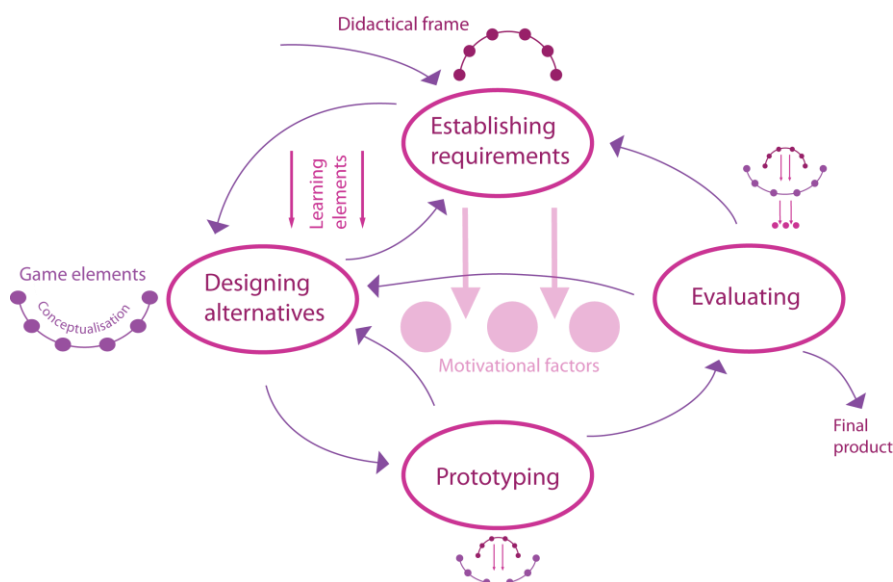 Didactical frame
Establishing
requirements
Learning
elements
Game elements
Conceptualisation
Designing
alternatives
Evaluating
Motivational factors
Final
product
Prototyping